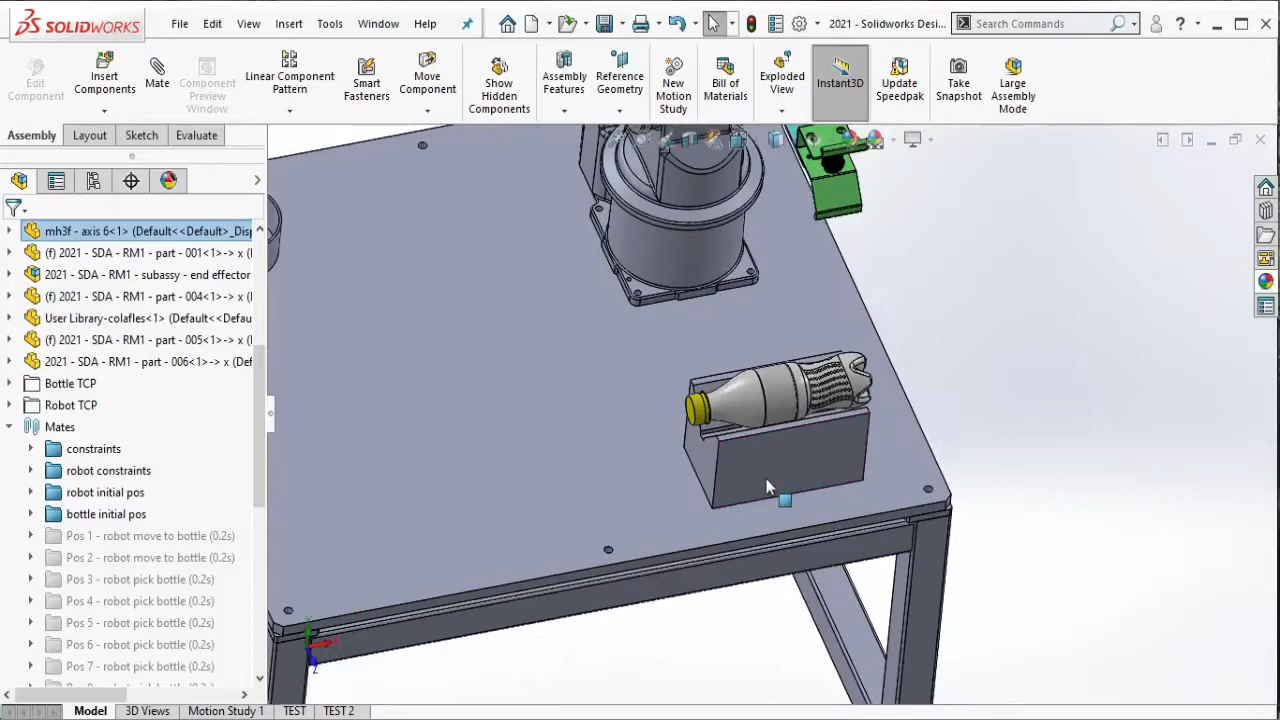 SOLIDWORKS File Edit View Insert Tools Window Help 2021 - Solidworks Desi... Search Commands ?
Edit Component
Insert Components
Mate
Component Preview Window
Linear Component Pattern
Smart Fasteners
Move Component
Show Hidden Components
Assembly Features
Reference Geometry
New Motion Study
Bill of Materials
Exploded View
Instant3D
Update Speedpak
Take Snapshot
Large Assembly Mode
Assembly Layout Sketch Evaluate
mh3f - axis 6<1> (Default<<Default>_Disp
(f) 2021 - SDA - RM1 - part - 001<1>-> x (
2021 - SDA - RM1 - subassy - end effector
(f) 2021 - SDA - RM1 - part - 004<1>-> x (
User Library-colafles<1> (Default<<Defau
(f) 2021 - SDA - RM1 - part - 005<1>-> x (
2021 - SDA - RM1 - part - 006<1>-> x (Def
Bottle TCP
Robot TCP
Mates
constraints
robot constraints
robot initial pos
bottle initial pos
Pos 1 - robot move to bottle (0.2s)
Pos 2 - robot move to bottle (0.2s)
Pos 3 - robot pick bottle (0.2s)
Pos 4 - robot pick bottle (0.2s)
Pos 5 - robot pick bottle (0.2s)
Pos 6 - robot pick bottle (0.2s)
Pos 7 - robot pick bottle (0.2s)
Model 3D Views Motion Study 1 TEST TEST 2